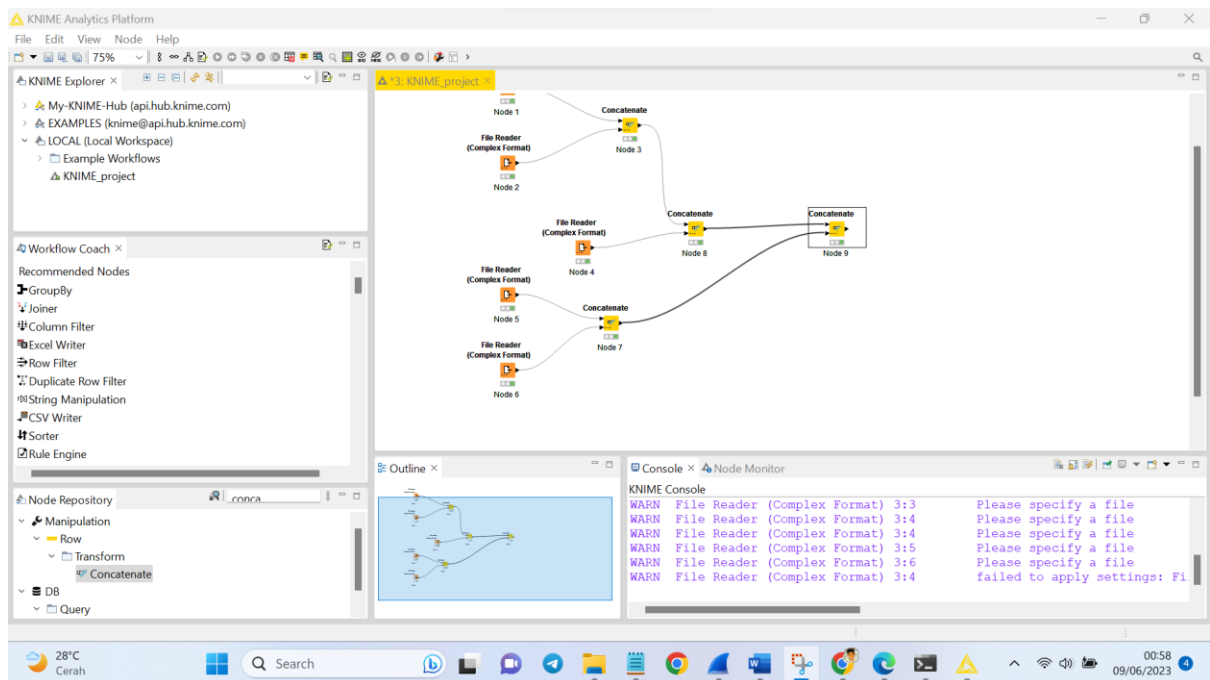 KNIME Analytics Platform
File Edit View Node Help
75%
KNIME Explorer
My-KNIME-Hub (api.hub.knime.com)
EXAMPLES (knime@api.hub.knime.com)
LOCAL (Local Workspace)
Example Workflows
KNIME_project
Workflow Coach
Recommended Nodes
GroupBy
Joiner
Column Filter
Excel Writer
Row Filter
Duplicate Row Filter
String Manipulation
CSV Writer
Sorter
Rule Engine
Node Repository
conca
Manipulation
Row
Transform
Concatenate
DB
Query
*3: KNIME_project
Node 1
Concatenate
Node 3
File Reader
(Complex Format)
Node 2
File Reader
(Complex Format)
Node 4
Concatenate
Node 8
Concatenate
Node 9
File Reader
(Complex Format)
Node 5
Concatenate
Node 7
File Reader
(Complex Format)
Node 6
Outline
Console Node Monitor
KNIME Console
WARN File Reader (Complex Format) 3:3 Please specify a file
WARN File Reader (Complex Format) 3:4 Please specify a file
WARN File Reader (Complex Format) 3:4 Please specify a file
WARN File Reader (Complex Format) 3:5 Please specify a file
WARN File Reader (Complex Format) 3:6 Please specify a file
WARN File Reader (Complex Format) 3:4 failed to apply settings: Fi
28°C
Cerah
Search
00:58
09/06/2023
4